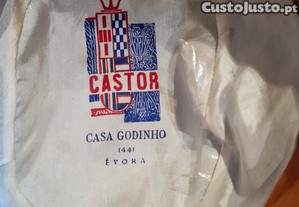 CustoJusto.pt
CASTOR
CASA GODINHO
1441
ÉVORA